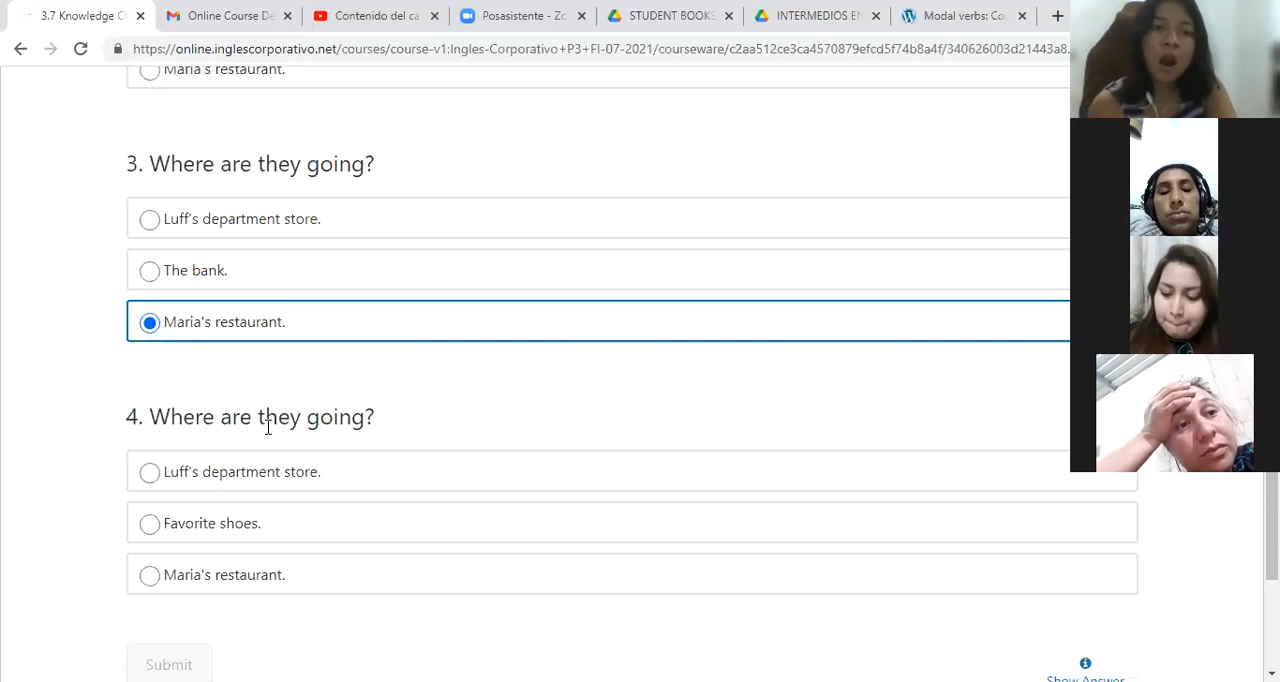 3.7 Knowledge C
Online Course De
Contenido del ca
Posasistente - Zc
STUDENT BOOKS
INTERMEDIOS EN
Modal verbs: Cou
https://online.inglescorporativo.net/courses/course-v1:Ingles-Corporativo+P3+FI-07-2021/courseware/c2aa512ce3ca4570879efcd5f74b8a4f/340626003d21443a8.
Maria's restaurant.
3. Where are they going?
Luff's department store.
The bank.
Maria's restaurant.
4. Where are they going?
Luff's department store.
Favorite shoes.
Maria's restaurant.
Submit
Show Answer